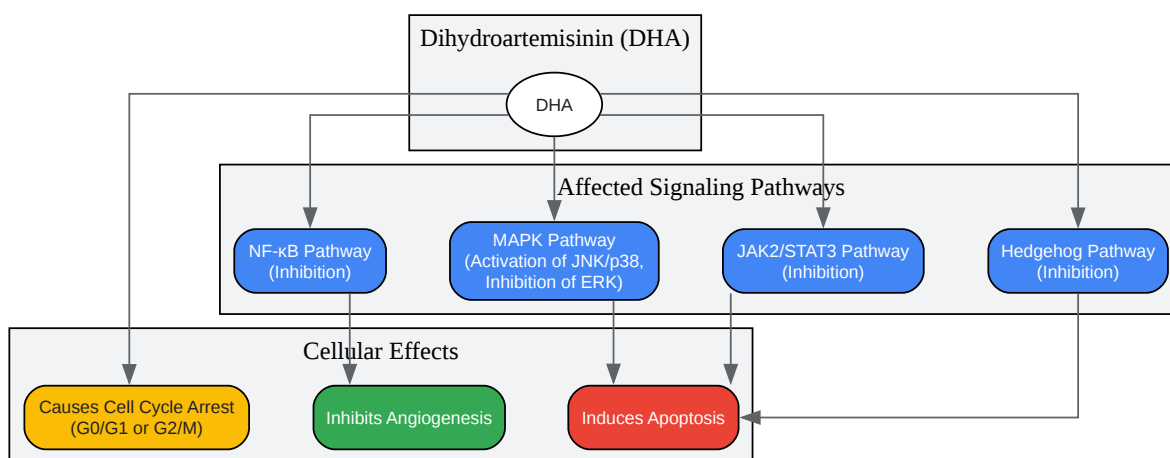 Dihydroartemisinin (DHA)
DHA
Affected Signaling Pathways
NF-κB Pathway
(Inhibition)
MAPK Pathway
(Activation of JNK/p38,
Inhibition of ERK)
JAK2/STAT3 Pathway
(Inhibition)
Hedgehog Pathway
(Inhibition)
Cellular Effects
Causes Cell Cycle Arrest
(G0/G1 or G2/M)
Inhibits Angiogenesis
Induces Apoptosis